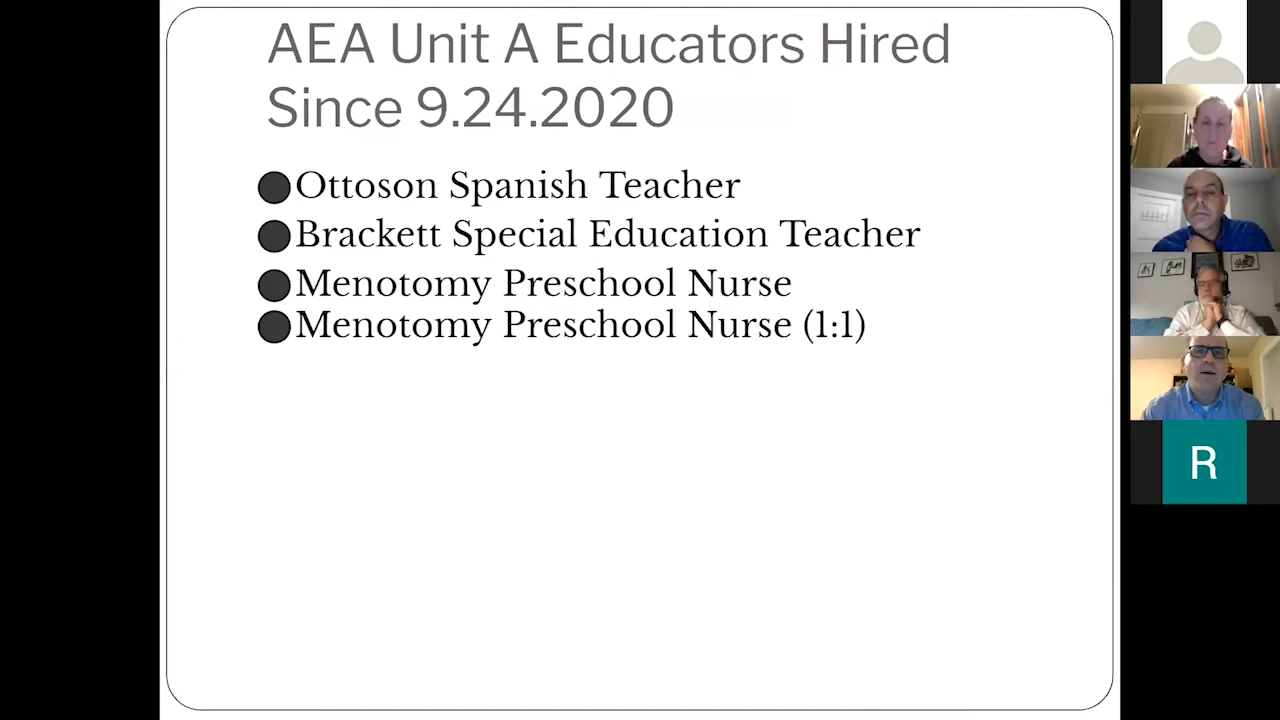 AEA Unit A Educators Hired
Since 9.24.2020
Ottoson Spanish Teacher
Brackett Special Education Teacher
Menotomy Preschool Nurse
Menotomy Preschool Nurse (1:1)
R